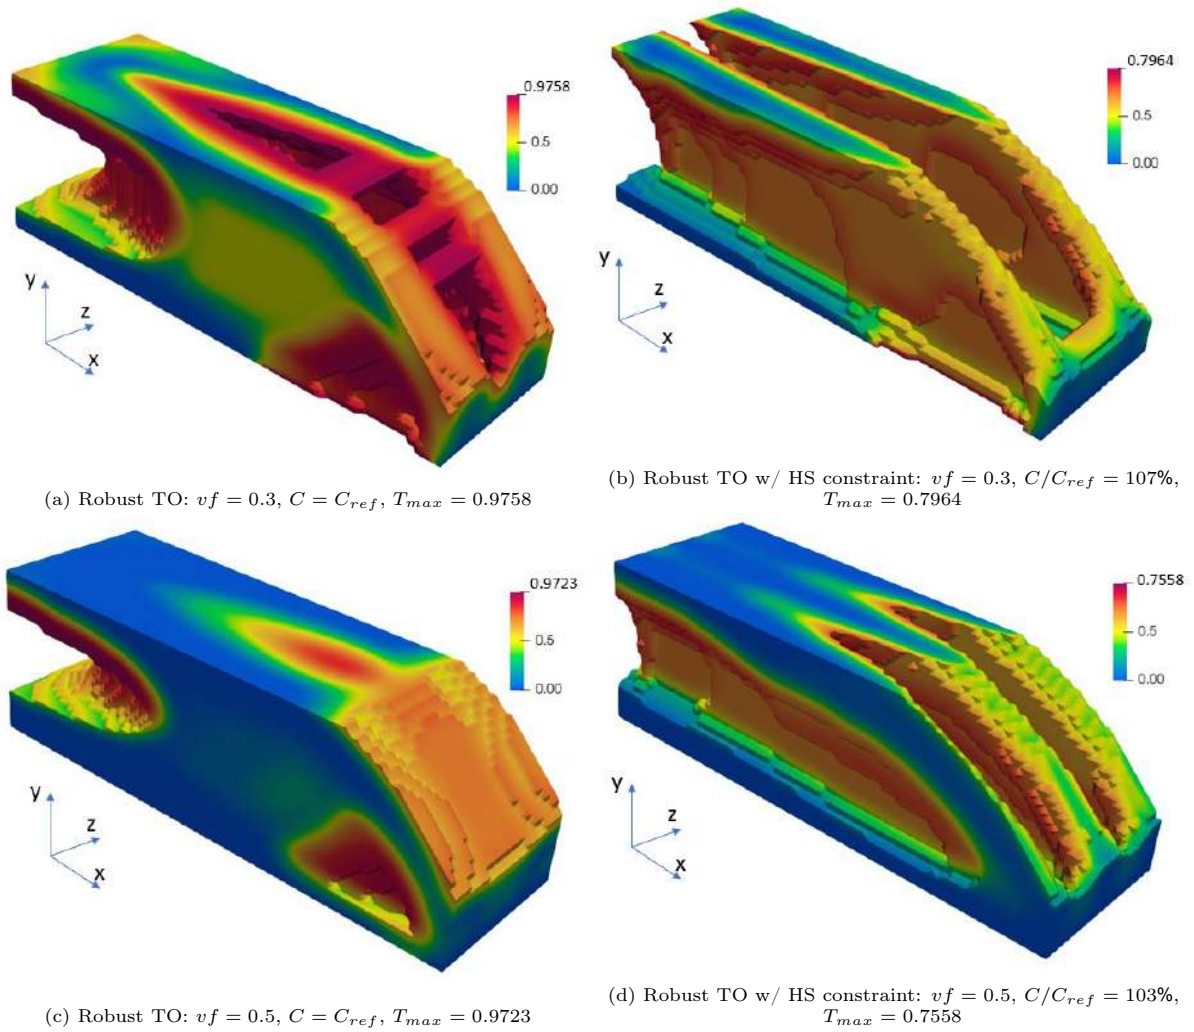 0.9758
0.5
0.00
y
z
x
(a) Robust TO: vf = 0.3, C = C_ref, T_max = 0.9758
0.7964
0.5
0.00
y
z
x
(b) Robust TO w/ HS constraint: vf = 0.3, C/C_ref = 107%,
T_max = 0.7964
0.9723
0.5
0.00
y
z
x
(c) Robust TO: vf = 0.5, C = C_ref, T_max = 0.9723
0.7558
0.5
0.00
y
z
x
(d) Robust TO w/ HS constraint: vf = 0.5, C/C_ref = 103%,
T_max = 0.7558